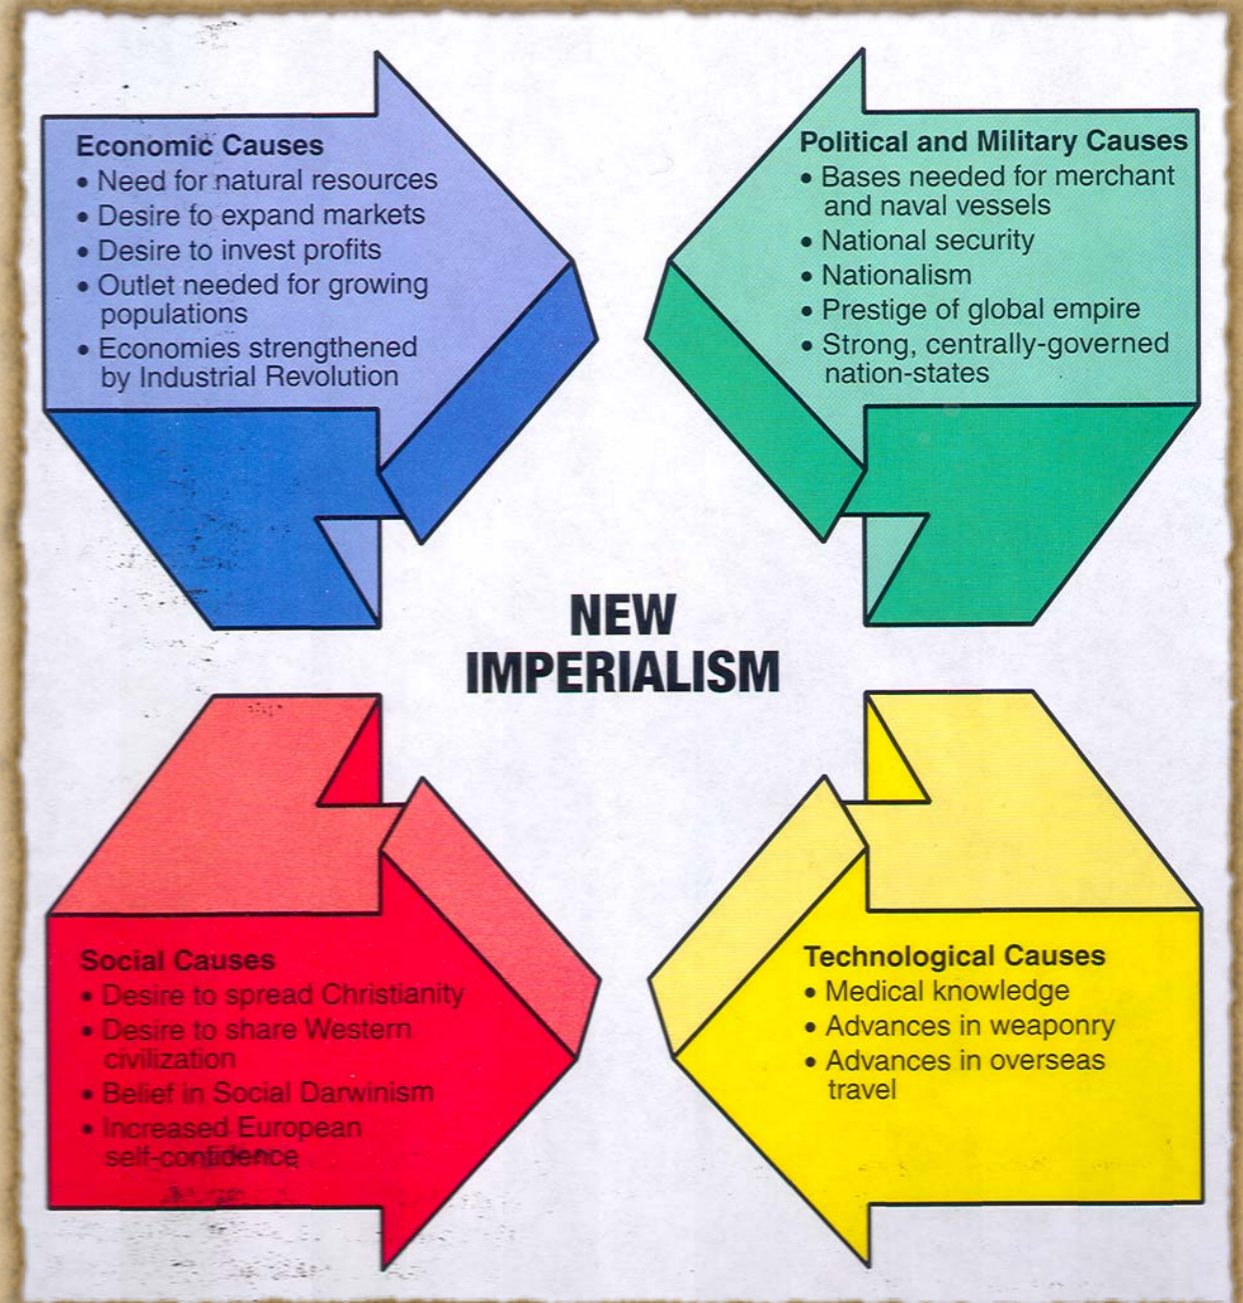 Economic Causes
• Need for natural resources
• Desire to expand markets
• Desire to invest profits
• Outlet needed for growing
populations
• Economies strengthened
by Industrial Revolution
Political and Military Causes
• Bases needed for merchant
and naval vessels
• National security
• Nationalism
• Prestige of global empire
• Strong, centrally-governed
nation-states
NEW
IMPERIALISM
Social Causes
• Desire to spread Christianity
• Desire to share Western
civilization
• Belief in Social Darwinism
• Increased European
self-confidence
Technological Causes
• Medical knowledge
• Advances in weaponry
• Advances in overseas
travel